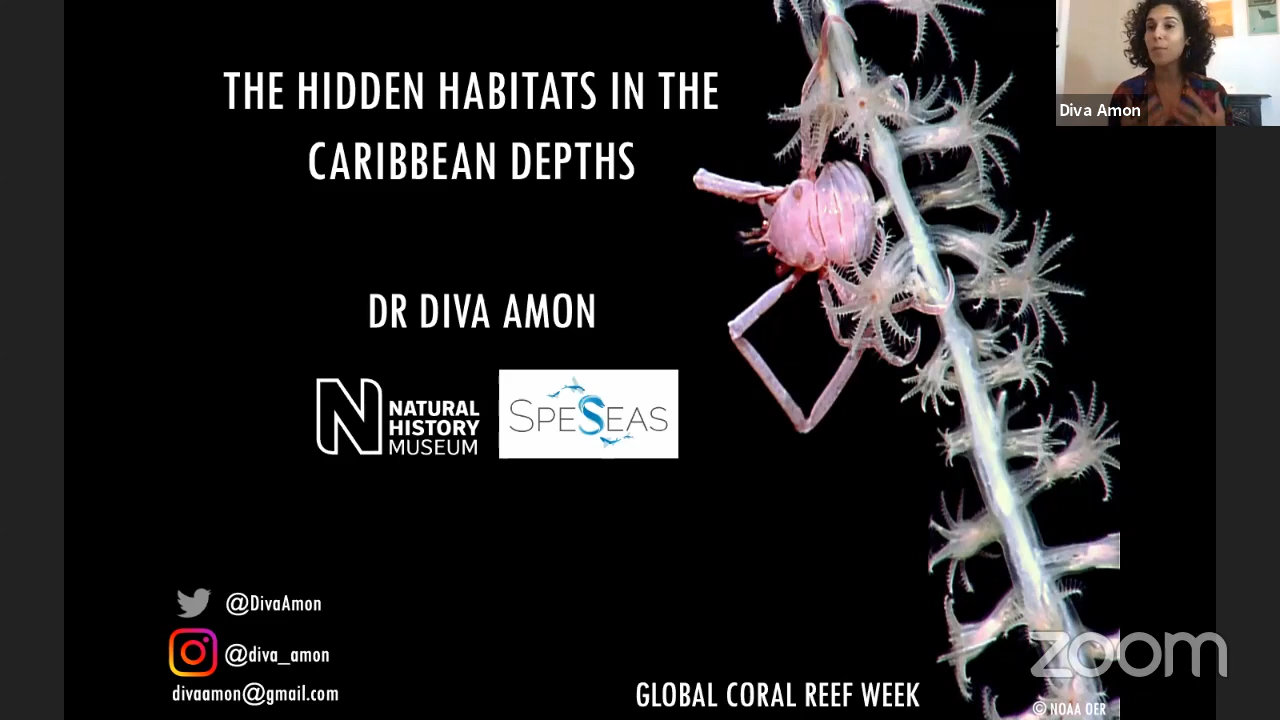 THE HIDDEN HABITATS IN THE
CARIBBEAN DEPTHS
Diva Amon
DR DIVA AMON
NATURAL
HISTORY
MUSEUM
SPESEAS
@DivaAmon
@diva_amon
divaamon@gmail.com
GLOBAL CORAL REEF WEEK
zoom
© NOAA OER